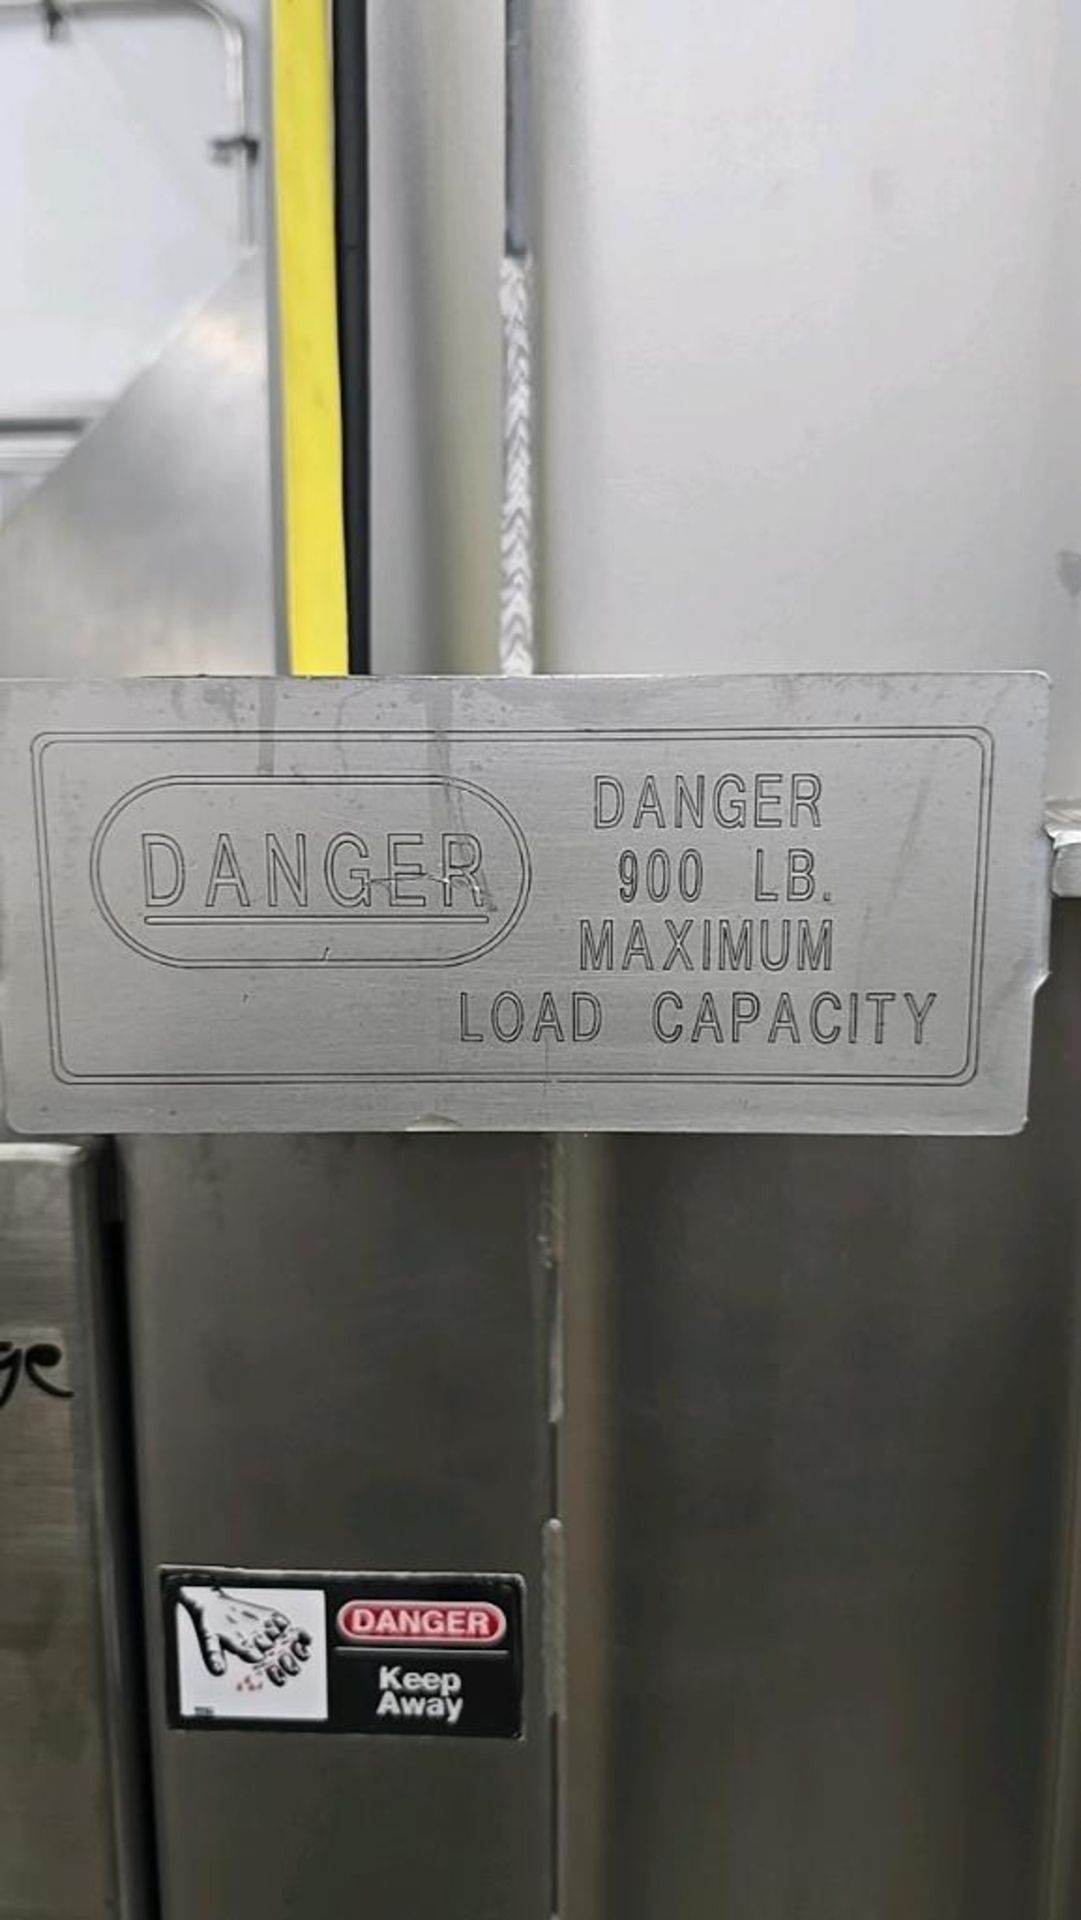 DANGER
DANGER
900 LB.
MAXIMUM
LOAD CAPACITY
DANGER
Keep
Away